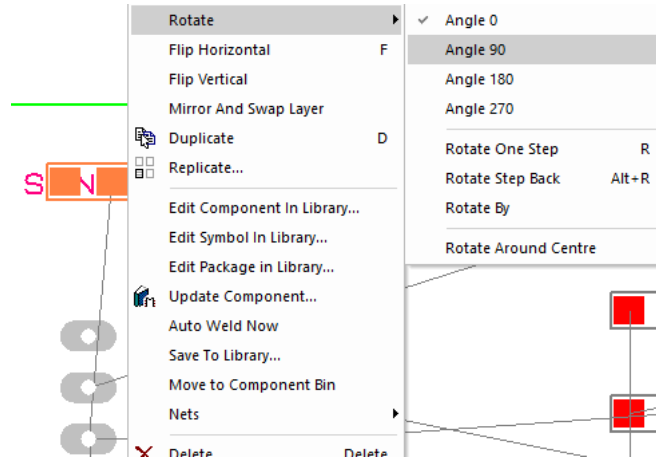 Rotate
Flip Horizontal F
Flip Vertical
Mirror And Swap Layer
Duplicate D
Replicate...
Edit Component In Library...
Edit Symbol In Library...
Edit Package in Library...
Update Component...
Auto Weld Now
Save To Library...
Move to Component Bin
Nets
Delete Delete
Angle 0
Angle 90
Angle 180
Angle 270
Rotate One Step R
Rotate Step Back Alt+R
Rotate By
Rotate Around Centre
S N